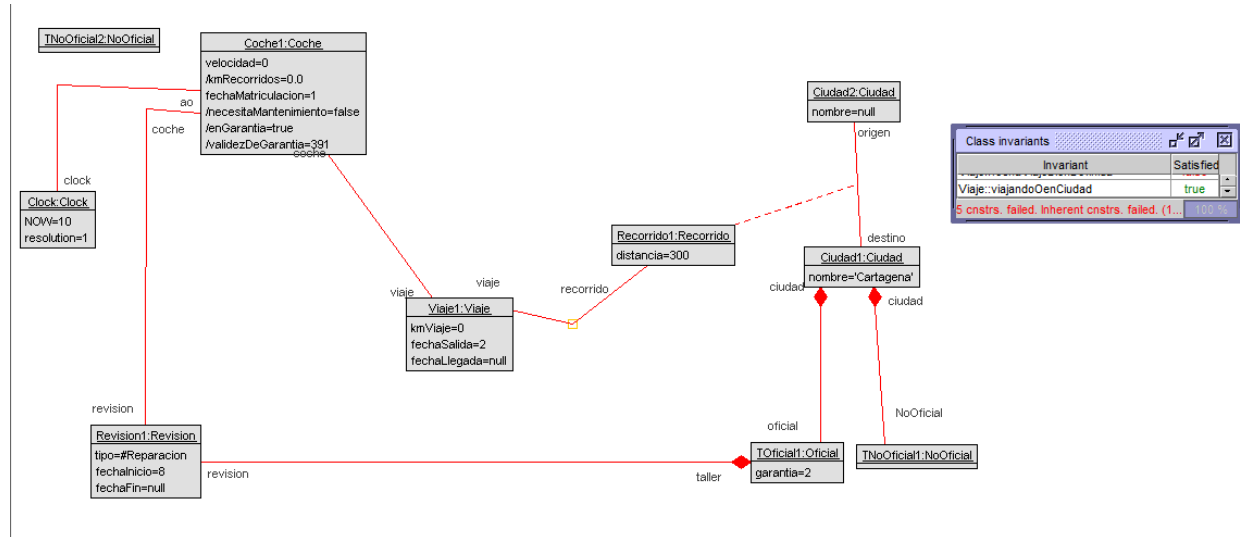 TNoOficial2:NoOficial
Coche1:Coche
velocidad=0
/kmRecorridos=0.0
fechaMatriculacion=1
/necesitaMantenimiento=false
/enGarantia=true
/validezDeGarantia=391
ao
coche
coche
clock
Clock:Clock
NOW=10
resolution=1
Ciudad2:Ciudad
nombre=null
origen
Class invariants
Invariant
Satisfied
Viaje::viajandoOenCiudad
true
5 cnstrs. failed. Inherent cnstrs. failed. (1...
100 %
Recorrido1:Recorrido
distancia=300
destino
Ciudad1:Ciudad
nombre='Cartagena'
ciudad
ciudad
viaje
viaje
recorrido
Viaje1:Viaje
kmViaje=0
fechaSalida=2
fechaLlegada=null
revision
Revision1:Revision
tipo=#Reparacion
fechaInicio=8
fechaFin=null
revision
oficial
NoOficial
taller
TOficial1:Oficial
garantia=2
TNoOficial1:NoOficial